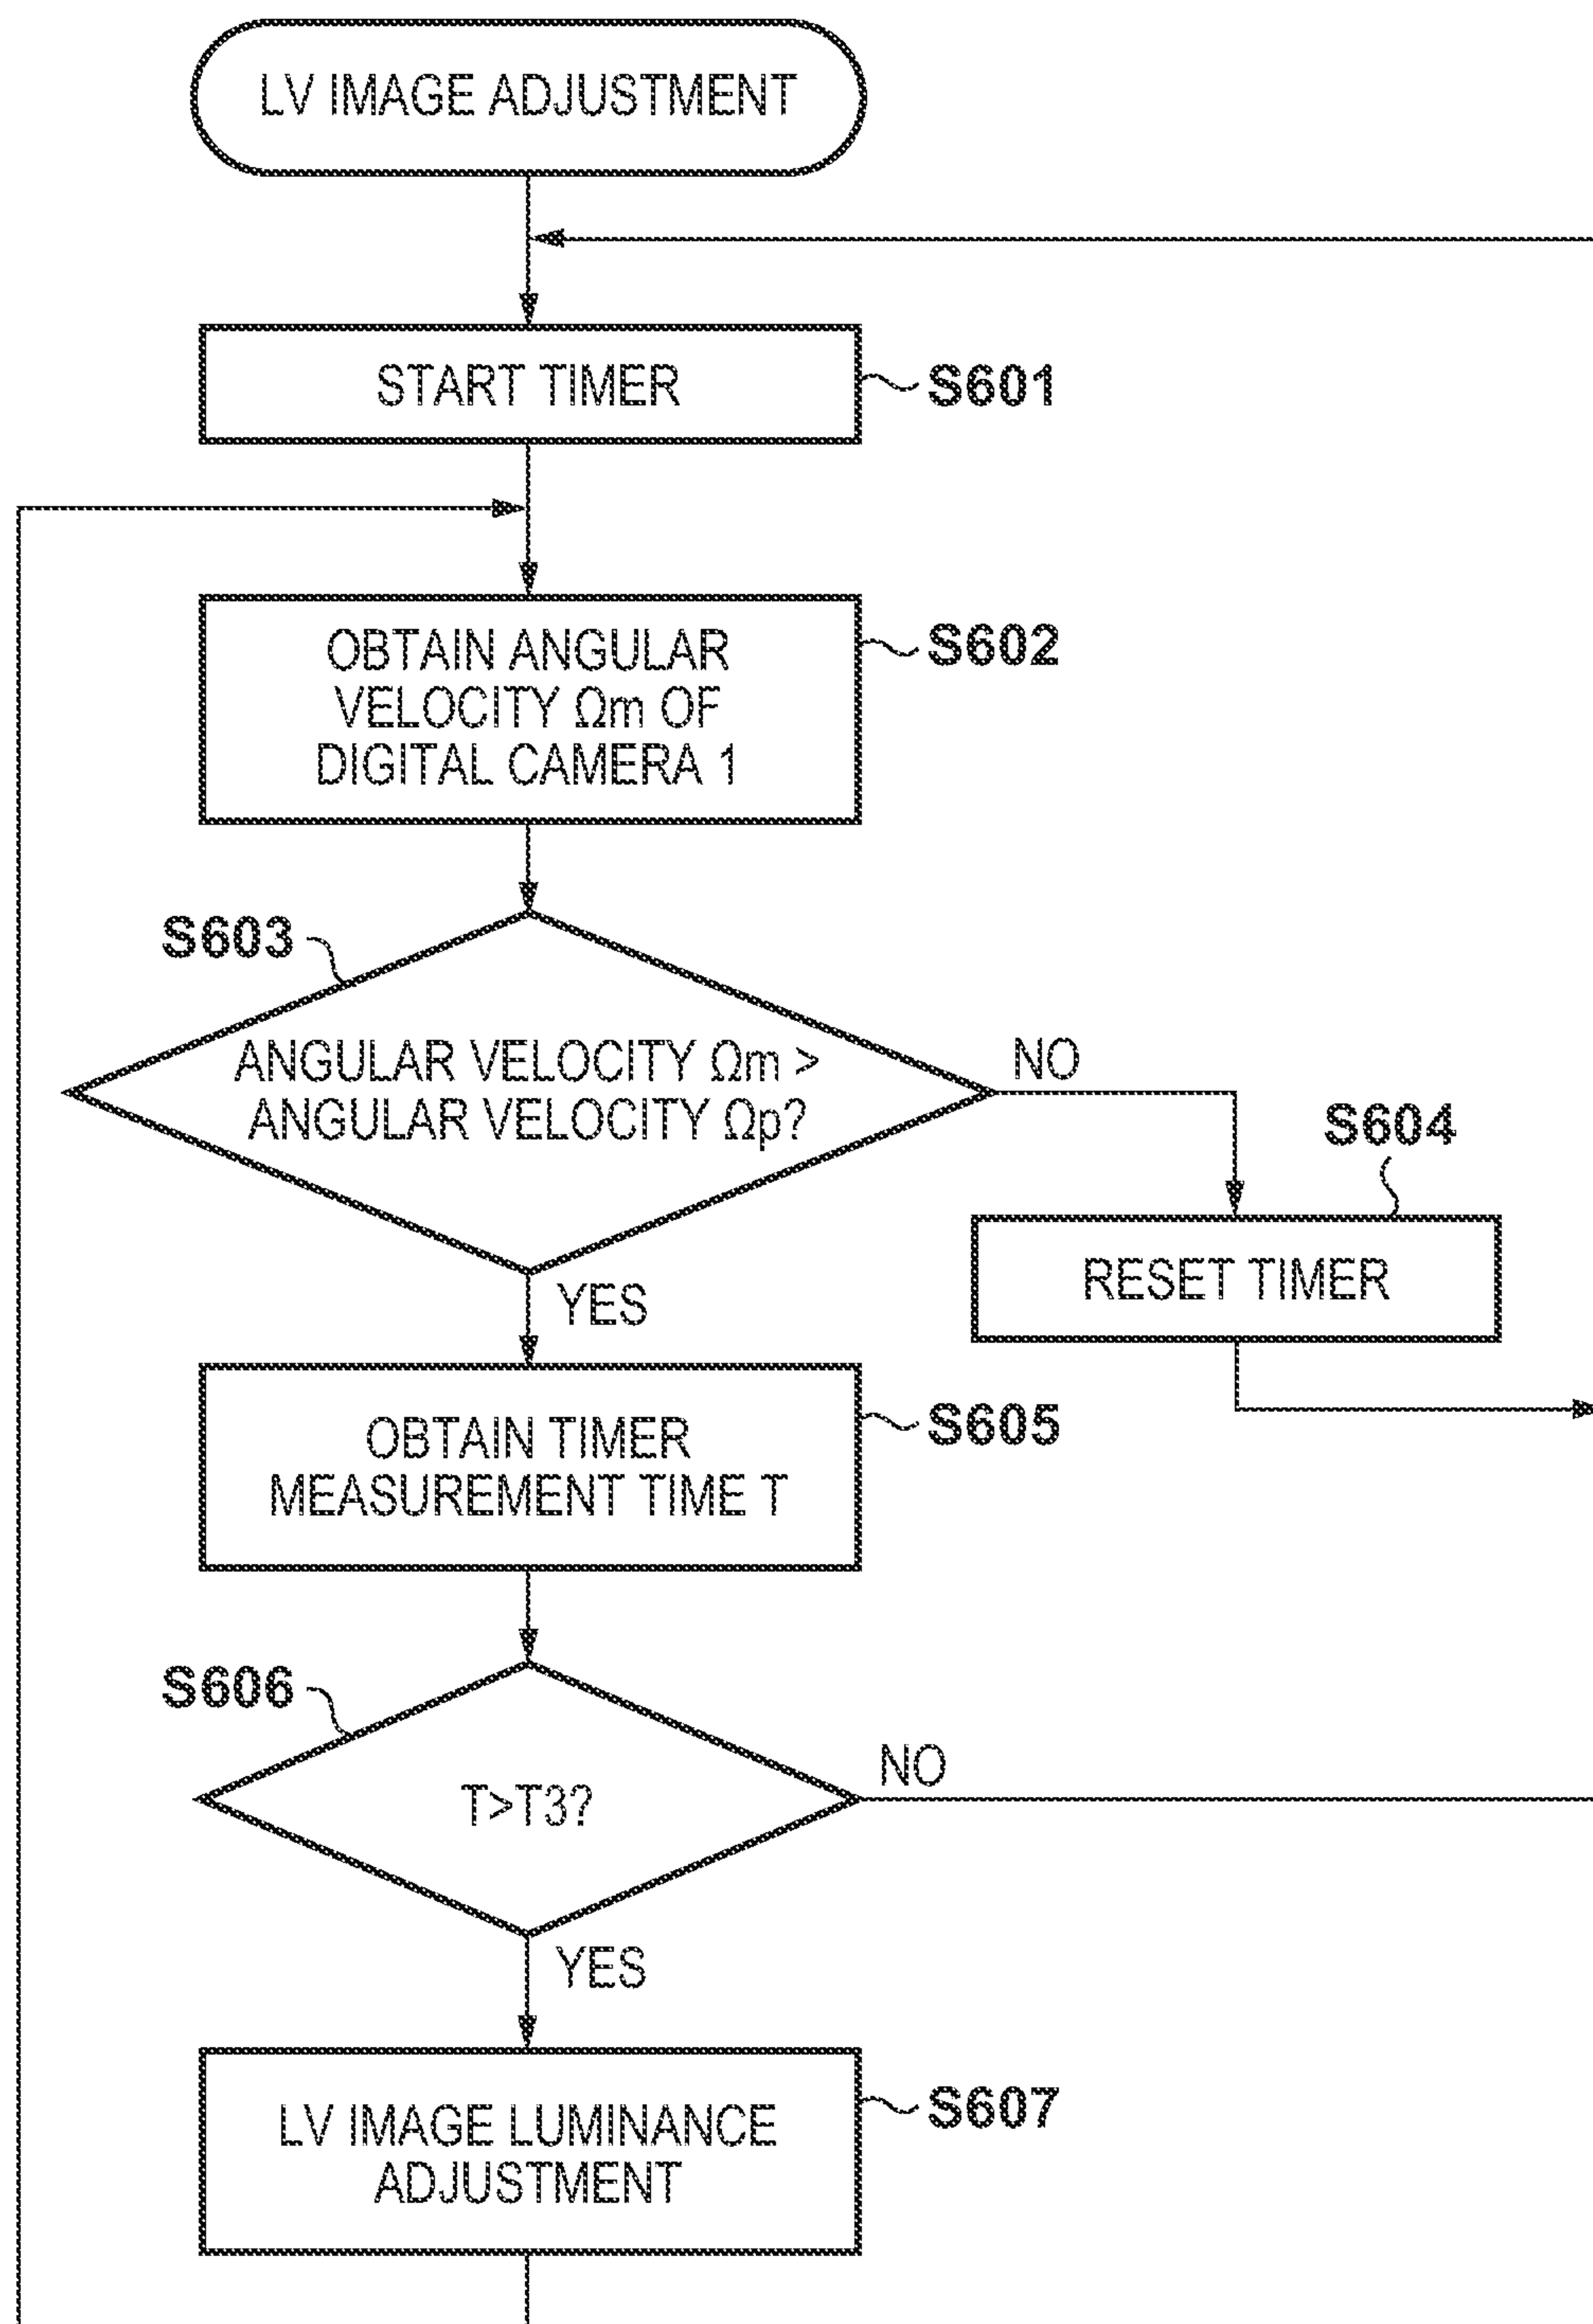 LV IMAGE ADJUSTMENT
START TIMER
S601
OBTAIN ANGULAR
VELOCITY Ωm OF
DIGITAL CAMERA 1
S602
S603
ANGULAR VELOCITY Ωm >
ANGULAR VELOCITY Ωp?
NO
S604
RESET TIMER
YES
OBTAIN TIMER
MEASUREMENT TIME T
S605
S606
T>T3?
NO
YES
LV IMAGE LUMINANCE
ADJUSTMENT
S607